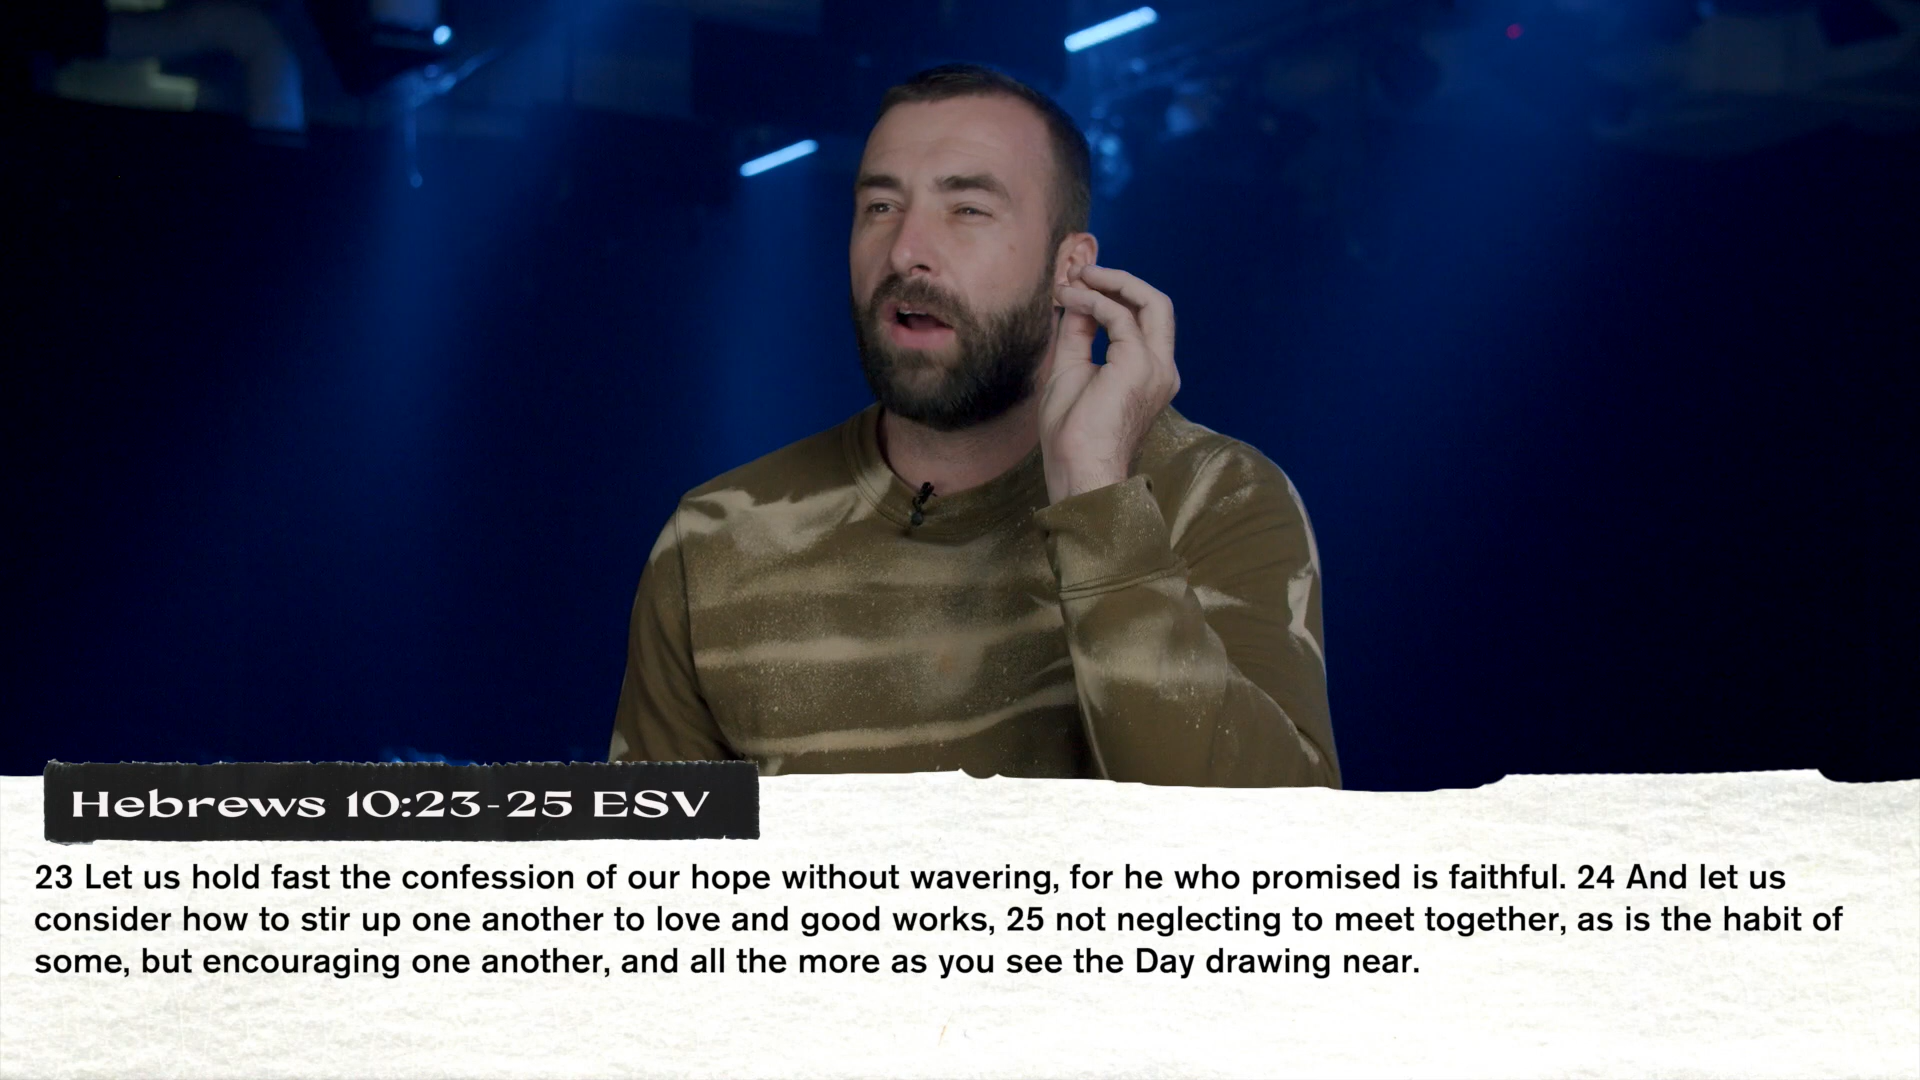 Hebrews 10:23-25 ESV
23 Let us hold fast the confession of our hope without wavering, for he who promised is faithful. 24 And let us
consider how to stir up one another to love and good works, 25 not neglecting to meet together, as is the habit of
some, but encouraging one another, and all the more as you see the Day drawing near.